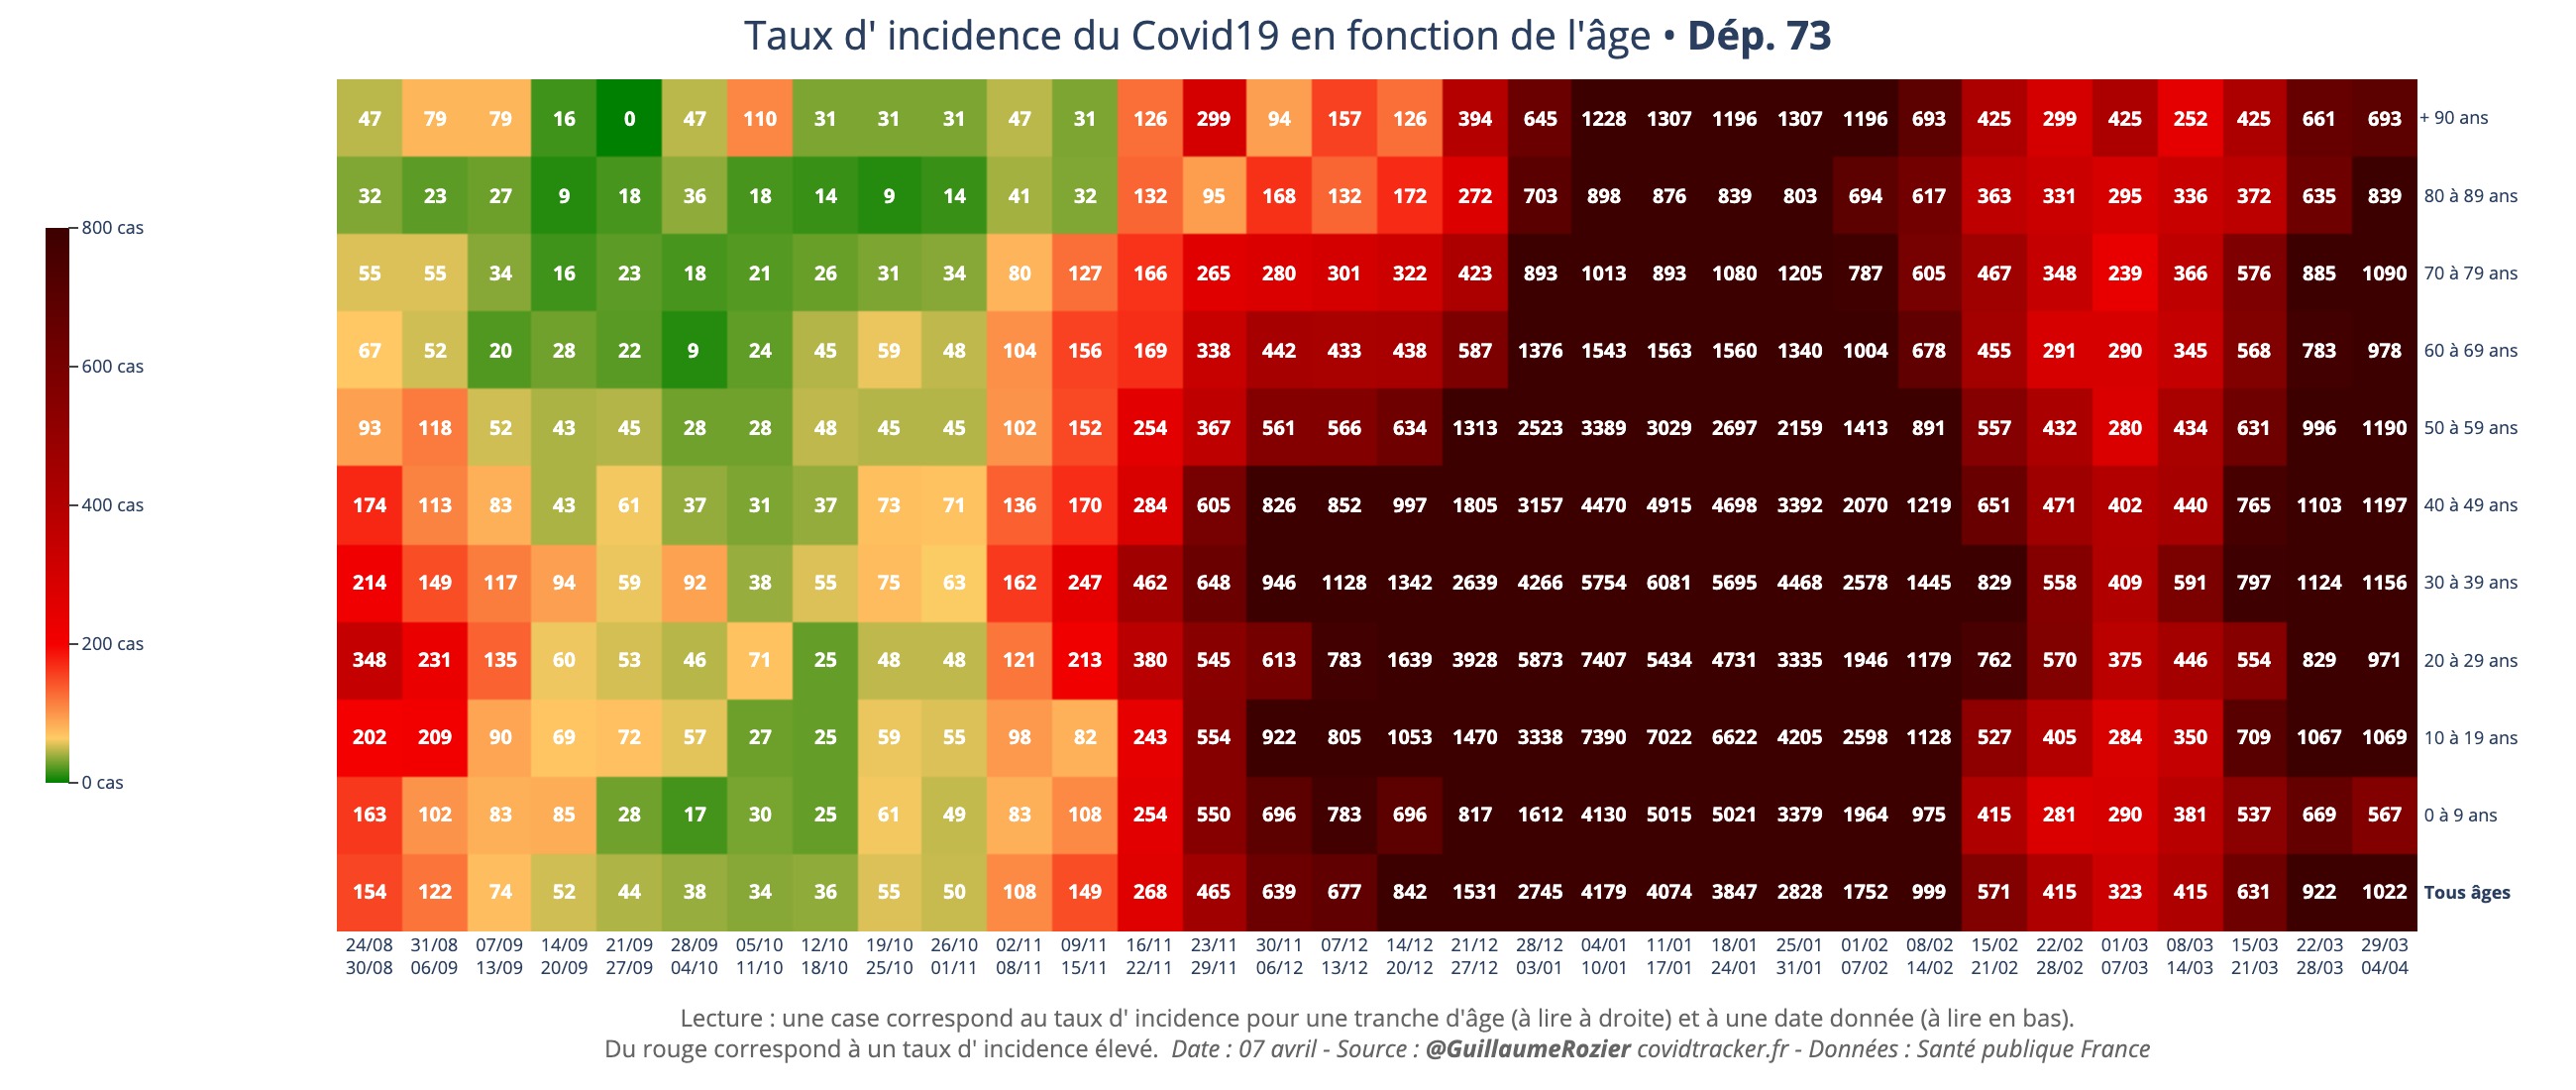 Taux d' incidence du Covid19 en fonction de l'âge • Dép. 73
800 cas
600 cas
400 cas
200 cas
0 cas
47 79 79 16 0 47 110 31 31 31 47 31 126 299 94 157 126 394 645 1228 1307 1196 1307 1196 693 425 299 425 252 425 661 693 + 90 ans
32 23 27 9 18 36 18 14 9 14 41 32 132 95 168 132 172 272 703 898 876 839 803 694 617 363 331 295 336 372 635 839 80 à 89 ans
55 55 34 16 23 18 21 26 31 34 80 127 166 265 280 301 322 423 893 1013 893 1080 1205 787 605 467 348 239 366 576 885 1090 70 à 79 ans
67 52 20 28 22 9 24 45 59 48 104 156 169 338 442 433 438 587 1376 1543 1563 1560 1340 1004 678 455 291 290 345 568 783 978 60 à 69 ans
93 118 52 43 45 28 28 48 45 45 102 152 254 367 561 566 634 1313 2523 3389 3029 2697 2159 1413 891 557 432 280 434 631 996 1190 50 à 59 ans
174 113 83 43 61 37 31 37 73 71 136 170 284 605 826 852 997 1805 3157 4470 4915 4698 3392 2070 1219 651 471 402 440 765 1103 1197 40 à 49 ans
214 149 117 94 59 92 38 55 75 63 162 247 462 648 946 1128 1342 2639 4266 5754 6081 5695 4468 2578 1445 829 558 409 591 797 1124 1156 30 à 39 ans
348 231 135 60 53 46 71 25 48 48 121 213 380 545 613 783 1639 3928 5873 7407 5434 4731 3335 1946 1179 762 570 375 446 554 829 971 20 à 29 ans
202 209 90 69 72 57 27 25 59 55 98 82 243 554 922 805 1053 1470 3338 7390 7022 6622 4205 2598 1128 527 405 284 350 709 1067 1069 10 à 19 ans
163 102 83 85 28 17 30 25 61 49 83 108 254 550 696 783 696 817 1612 4130 5015 5021 3379 1964 975 415 281 290 381 537 669 567 0 à 9 ans
154 122 74 52 44 38 34 36 55 50 108 149 268 465 639 677 842 1531 2745 4179 4074 3847 2828 1752 999 571 415 323 415 631 922 1022 Tous âges
24/08 31/08 07/09 14/09 21/09 28/09 05/10 12/10 19/10 26/10 02/11 09/11 16/11 23/11 30/11 07/12 14/12 21/12 28/12 04/01 11/01 18/01 25/01 01/02 08/02 15/02 22/02 01/03 08/03 15/03 22/03 29/03
30/08 06/09 13/09 20/09 27/09 04/10 11/10 18/10 25/10 01/11 08/11 15/11 22/11 29/11 06/12 13/12 20/12 27/12 03/01 10/01 17/01 24/01 31/01 07/02 14/02 21/02 28/02 07/03 14/03 21/03 28/03 04/04
Lecture : une case correspond au taux d' incidence pour une tranche d'âge (à lire à droite) et à une date donnée (à lire en bas).
Du rouge correspond à un taux d' incidence élevé. Date : 07 avril - Source : @GuillaumeRozier covidtracker.fr - Données : Santé publique France